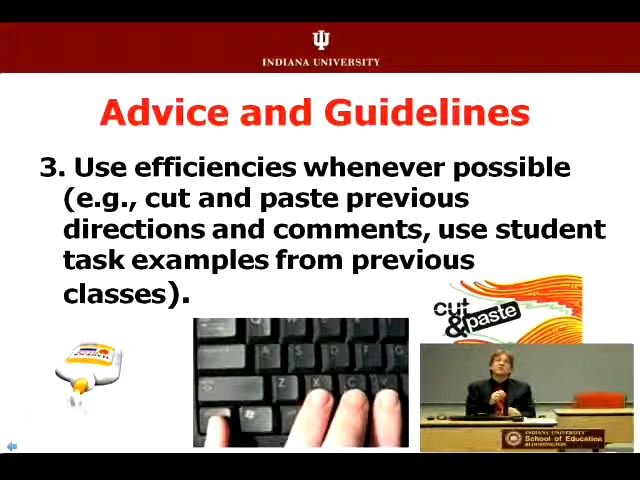 INDIANA UNIVERSITY
Advice and Guidelines
3. Use efficiencies whenever possible
(e.g., cut and paste previous
directions and comments, use student
task examples from previous
classes).
cut
&paste
A S D C V
Z X C V
INDIANA UNIVERSITY
School of Education
BLOOMINGTON